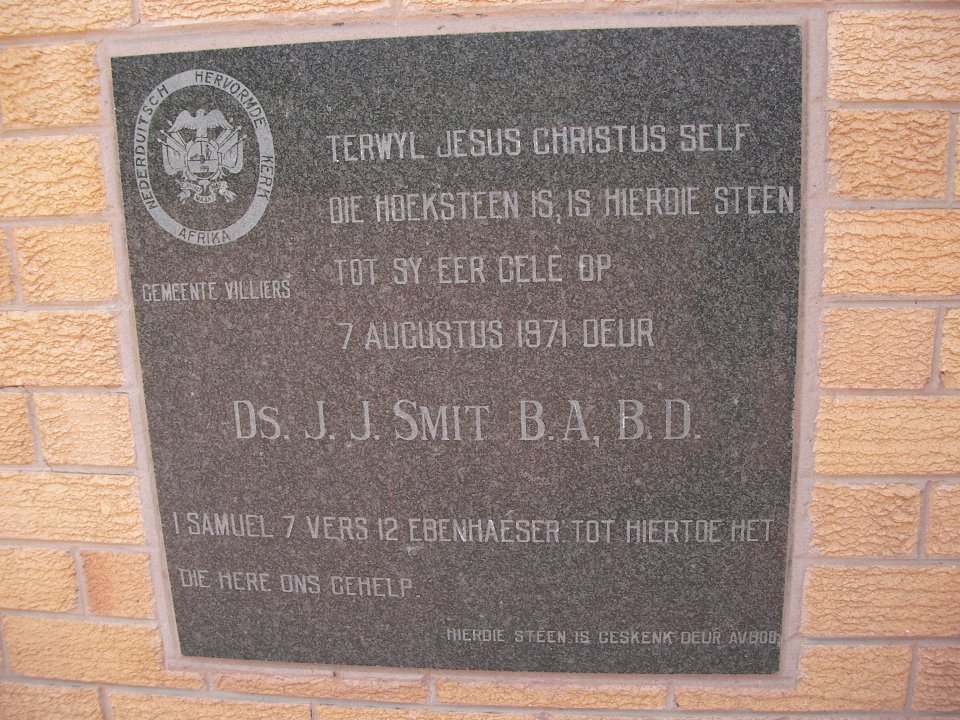 NEDERDUITSCH HERVORMDE KERK
AFRIKA
GEMEENTE VILLIERS
TERWYL JESUS CHRISTUS SELF
DIE HOEKSTEEN IS, IS HIERDIE STEEN
TOT SY EER GELÊ OP
7 AUGUSTUS 1971 DEUR
DS. J. J. SMIT B.A, B.D.
I SAMUEL 7 VERS 12 EBENHAÉSER. TOT HIERTOE HET
DIE HERE ONS GEHELP.
HIERDIE STEEN IS GESKENK DEUR AVBOB